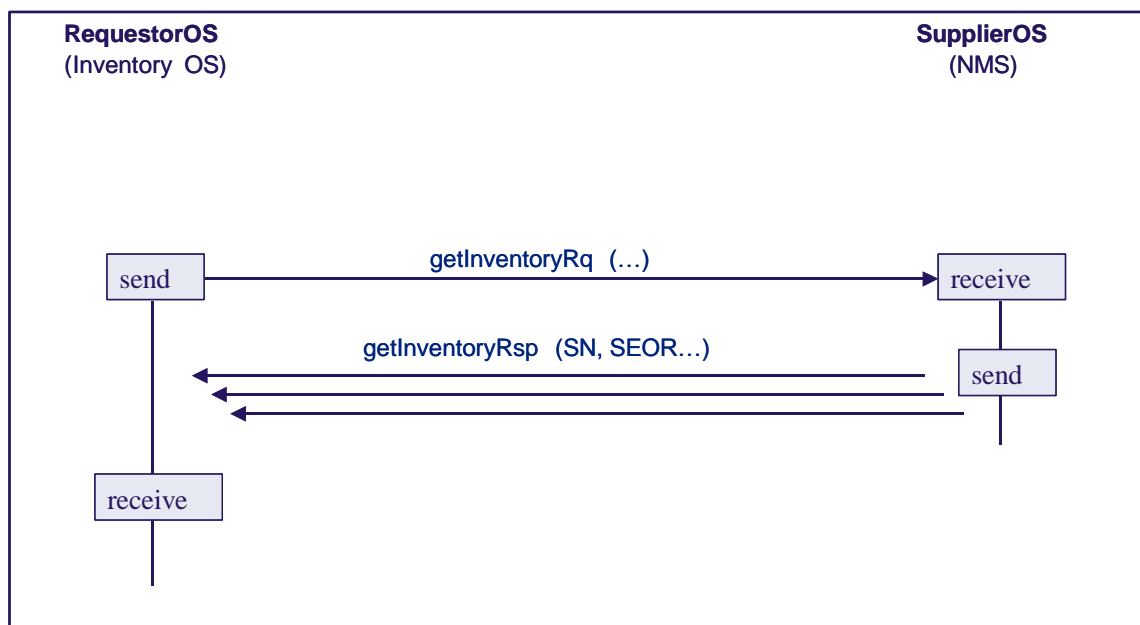 RequestorOS
(Inventory OS)
SupplierOS
(NMS)
getInventoryRq (…)
send
receive
getInventoryRsp (SN, SEOR…)
send
receive